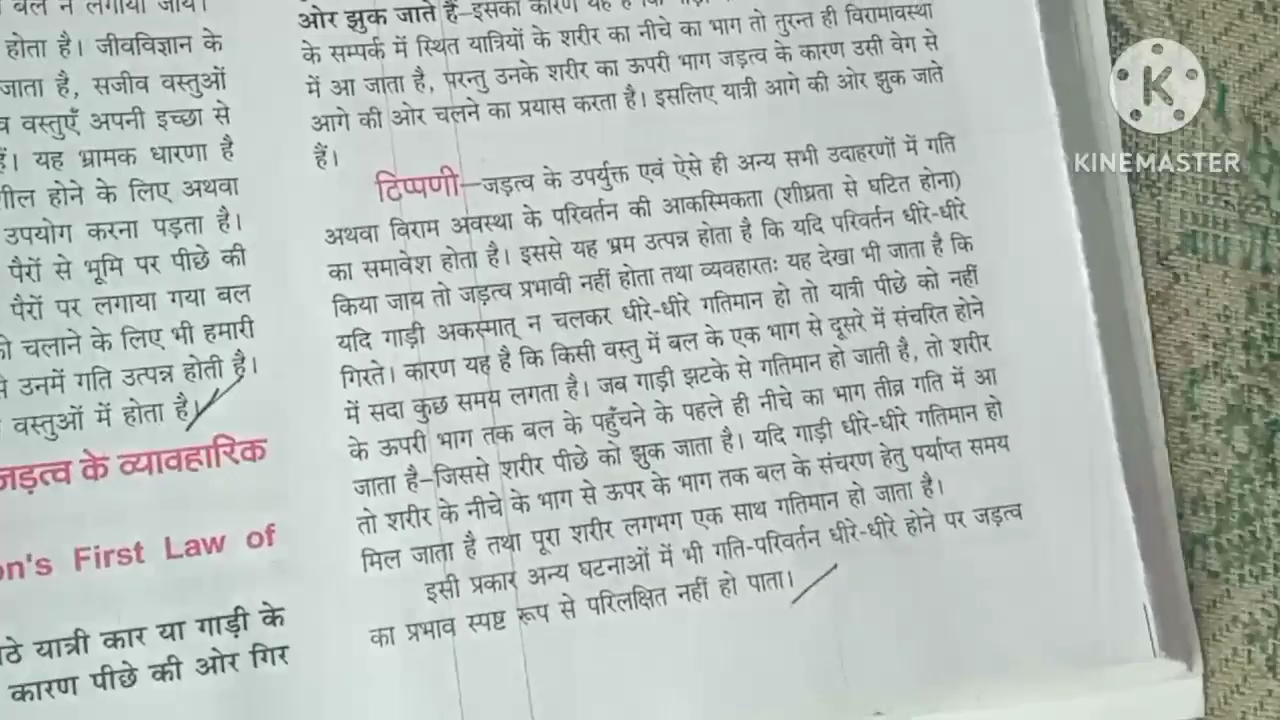 बल न लगाया जाय।
होता है। जीवविज्ञान के
जाता है, सजीव वस्तुओं
वस्तुएँ अपनी इच्छा से
हैं। यह भ्रामक धारणा है
होने के लिए अथवा
उपयोग करना पड़ता है।
पैरों से भूमि पर पीछे की
पैरों पर लगाया गया बल
चलाने के लिए भी हमारी
उनमें गति उत्पन्न होती है।
वस्तुओं में होता है।
जड़त्व के व्यावहारिक
First Law of
यात्री कार या गाड़ी के
कारण पीछे की ओर गिर
ओर झुक जाते हैं–इसका कारण यह है कि
के सम्पर्क में स्थित यात्रियों के शरीर का नीचे का भाग तो तुरन्त ही विरामावस्था
में आ जाता है, परन्तु उनके शरीर का ऊपरी भाग जड़त्व के कारण उसी वेग से
आगे की ओर चलने का प्रयास करता है। इसलिए यात्री आगे की ओर झुक जाते
हैं।
टिप्पणी–जड़त्व के उपर्युक्त एवं ऐसे ही अन्य सभी उदाहरणों में गति
अथवा विराम अवस्था के परिवर्तन की आकस्मिकता (शीघ्रता से घटित होना)
का समावेश होता है। इससे यह भ्रम उत्पन्न होता है कि यदि परिवर्तन धीरे-धीरे
किया जाय तो जड़त्व प्रभावी नहीं होता तथा व्यवहारतः यह देखा भी जाता है कि
यदि गाड़ी अकस्मात् न चलकर धीरे-धीरे गतिमान हो तो यात्री पीछे को नहीं
गिरते। कारण यह है कि किसी वस्तु में बल के एक भाग से दूसरे में संचरित होने
में सदा कुछ समय लगता है। जब गाड़ी झटके से गतिमान हो जाती है, तो शरीर
के ऊपरी भाग तक बल के पहुँचने के पहले ही नीचे का भाग तीव्र गति में आ
जाता है–जिससे शरीर पीछे को झुक जाता है। यदि गाड़ी धीरे-धीरे गतिमान हो
तो शरीर के नीचे के भाग से ऊपर के भाग तक बल के संचरण हेतु पर्याप्त समय
मिल जाता है तथा पूरा शरीर लगभग एक साथ गतिमान हो जाता है।
इसी प्रकार अन्य घटनाओं में भी गति-परिवर्तन धीरे-धीरे होने पर जड़त्व
का प्रभाव स्पष्ट रूप से परिलक्षित नहीं हो पाता।
K
KINEMASTER